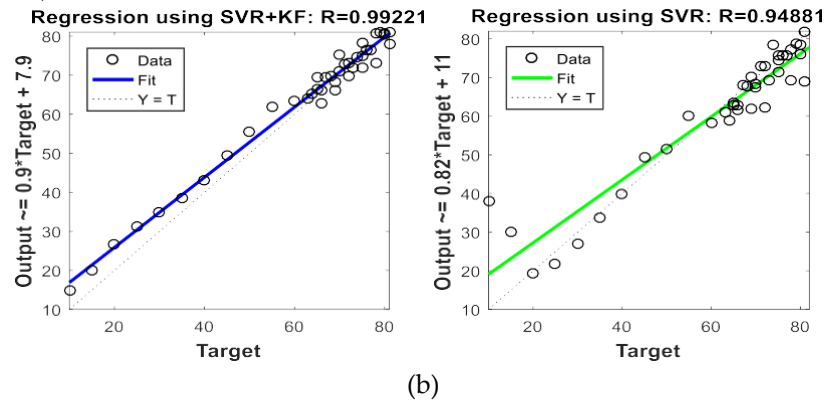 Regression using SVR+KF: R=0.99221
Output ~= 0.9*Target + 7.9
80
70
60
50
40
30
20
10
Data
Fit
Y = T
20
40
60
80
Target
Regression using SVR: R=0.94881
Output ~= 0.82*Target + 11
80
70
60
50
40
30
20
10
Data
Fit
Y = T
20
40
60
80
Target
(b)